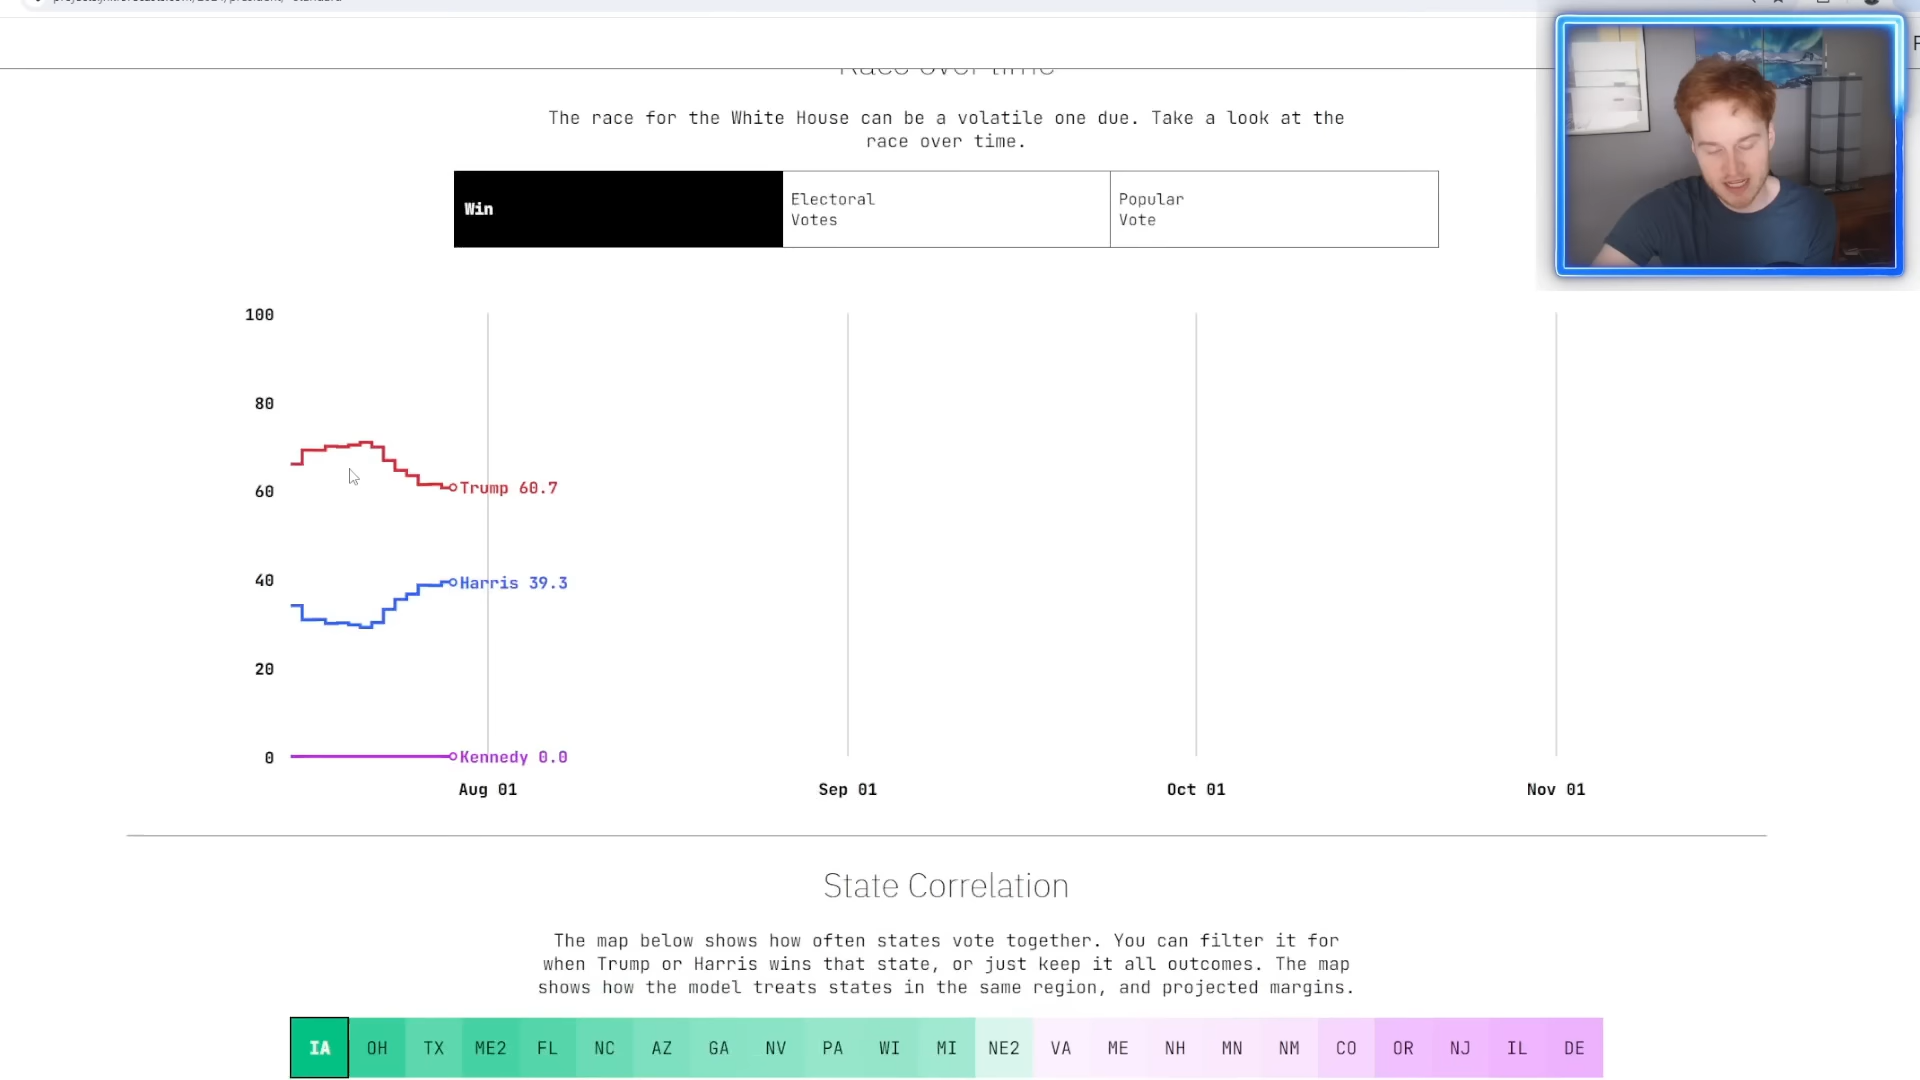 Race over time
The race for the White House can be a volatile one due. Take a look at the
race over time.
Win
Electoral
Votes
Popular
Vote
100
80
60
40
20
0
Trump 60.7
Harris 39.3
Kennedy 0.0
Aug 01
Sep 01
Oct 01
Nov 01
State Correlation
The map below shows how often states vote together. You can filter it for
when Trump or Harris wins that state, or just keep it all outcomes. The map
shows how the model treats states in the same region, and projected margins.
IA OH TX ME2 FL NC AZ GA NV PA WI MI NE2 VA ME NH MN NM CO OR NJ IL DE